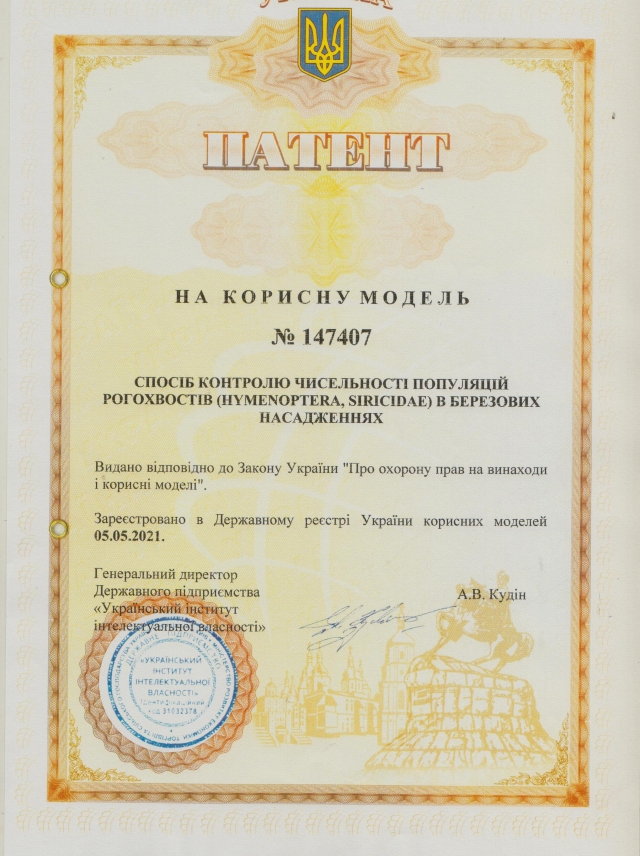 ПАТЕНТ
НА КОРИСНУ МОДЕЛЬ
№ 147407
СПОСІБ КОНТРОЛЮ ЧИСЕЛЬНОСТІ ПОПУЛЯЦІЙ
РОГОХВОСТІВ (HYMENOPTERA, SIRICIDAE) В БЕРЕЗОВИХ
НАСАДЖЕННЯХ
Видано відповідно до Закону України "Про охорону прав на винаходи
і корисні моделі".
Зареєстровано в Державному реєстрі України корисних моделей
05.05.2021.
Генеральний директор
Державного підприємства
«Український інститут
інтелектуальної власності»
А.В. Кудін
ДЕРЖАВНЕ ПІДПРИЄМСТВО
«УКРАЇНСЬКИЙ
ІНСТИТУТ
ІНТЕЛЕКТУАЛЬНОЇ
ВЛАСНОСТІ»